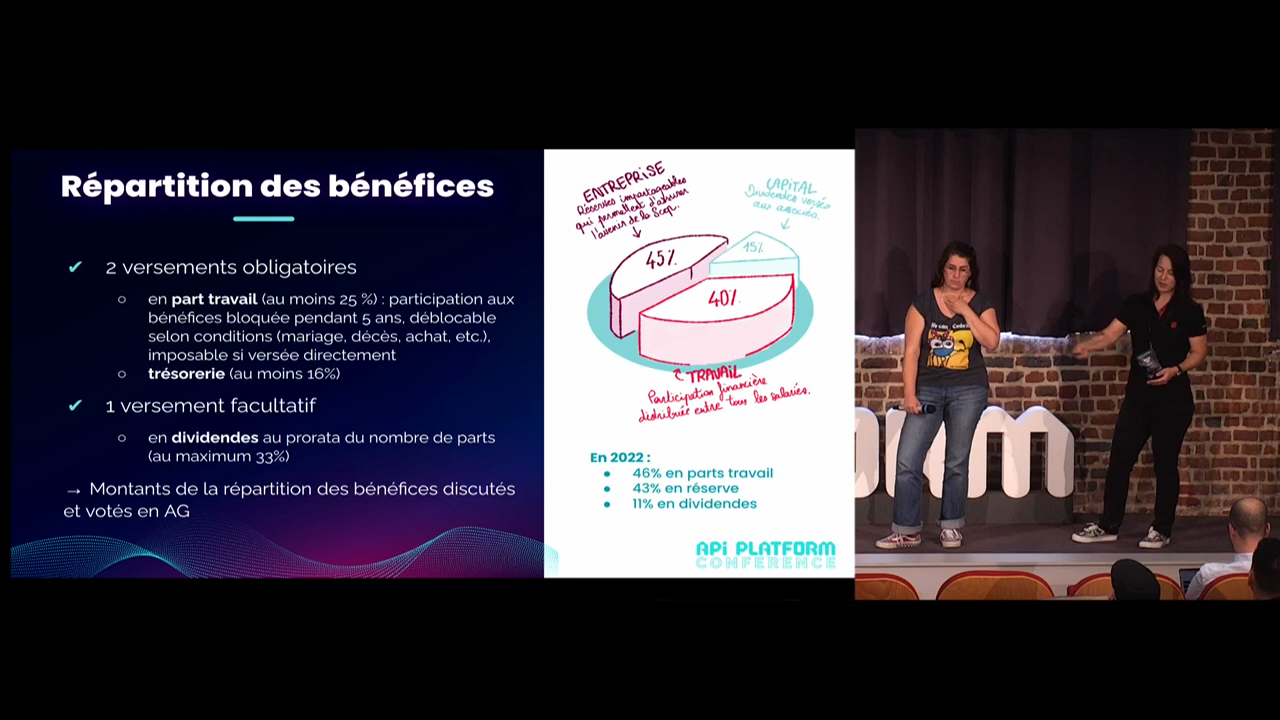 Répartition des bénéfices
✔ 2 versements obligatoires
○ en part travail (au moins 25 %) : participation aux
bénéfices bloquée pendant 5 ans, déblocable
selon conditions (mariage, décès, achat, etc.),
imposable si versée directement
○ trésorerie (au moins 16%)
✔ 1 versement facultatif
○ en dividendes au prorata du nombre de parts
(au maximum 33%)
→ Montants de la répartition des bénéfices discutés
et votés en AG
ENTREPRISE
Réserves impartageables
qui permettent d'assurer
l'avenir de la Scop.
CAPITAL
Dividendes versés
aux associés.
45%
15%
40%
TRAVAIL
Participation financière
distribuée entre tous les salariés.
En 2022 :
● 46% en parts travail
● 43% en réserve
● 11% en dividendes
APi PLATFORM
CONFERENCE